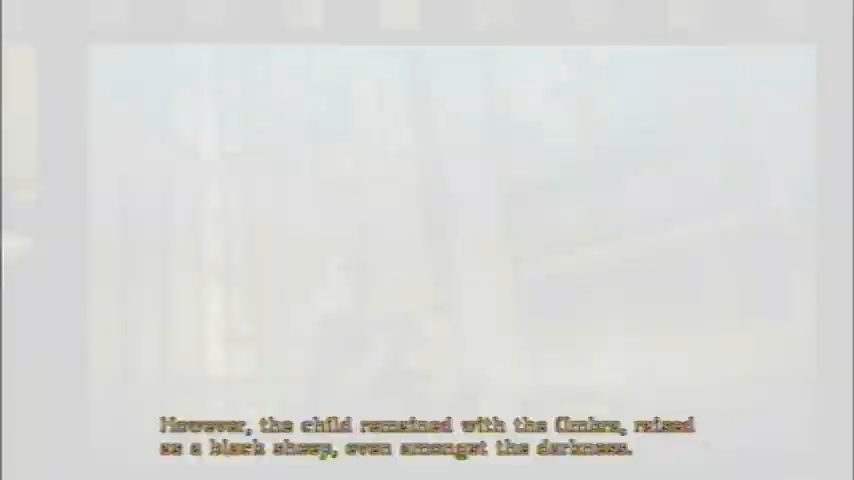 However, the child remained with the Umbra, raised
as a black sheep, even amongst the darkness.